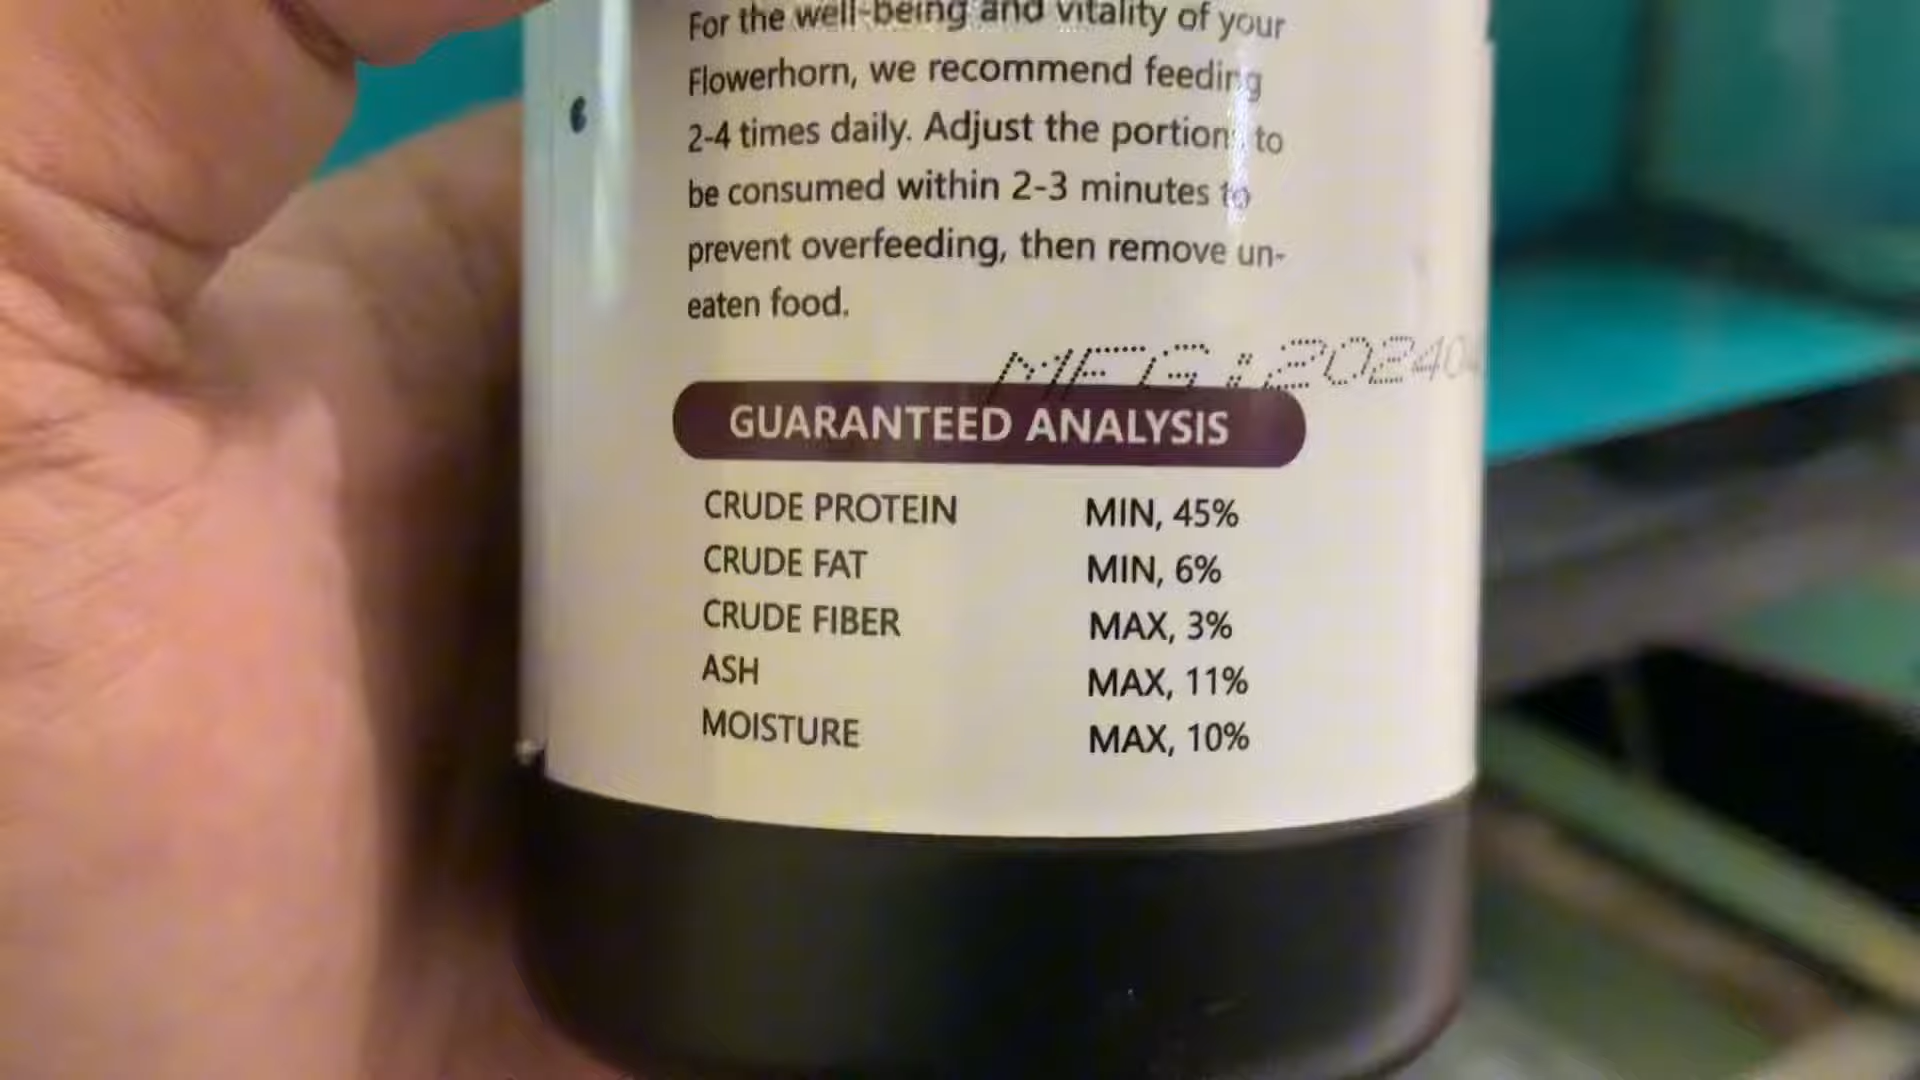 For the well-being and vitality of your
Flowerhorn, we recommend feeding
2-4 times daily. Adjust the portion to
be consumed within 2-3 minutes to
prevent overfeeding, then remove un-
eaten food.
MFG:202404
GUARANTEED ANALYSIS
CRUDE PROTEIN MIN, 45%
CRUDE FAT MIN, 6%
CRUDE FIBER MAX, 3%
ASH MAX, 11%
MOISTURE MAX, 10%